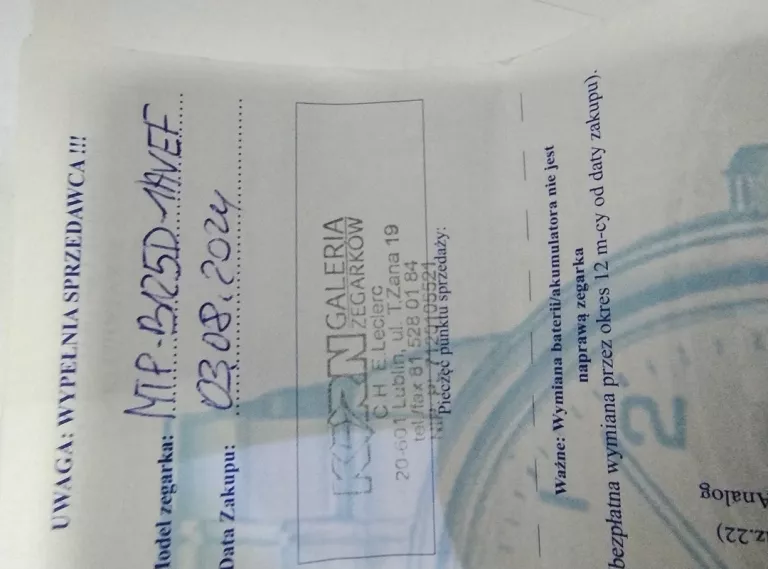 UWAGA: WYPEŁNIA SPRZEDAWCA !!!
Model zegarka: MTP-B125D-1AVEF
Data Zakupu: 03.08.2024
GALERIA
ZEGARKÓW
C H E.Leclerc
20-601 Lublin, ul. T.Zana 19
tel/fax 81 528 01 84
Pieczęć punktu sprzedaży:
Ważne: Wymiana baterii/akumulatora nie jest
naprawą zegarka
bezpłatna wymiana przez okres 12 m-cy od daty zakupu).
2
Analog
z.22)